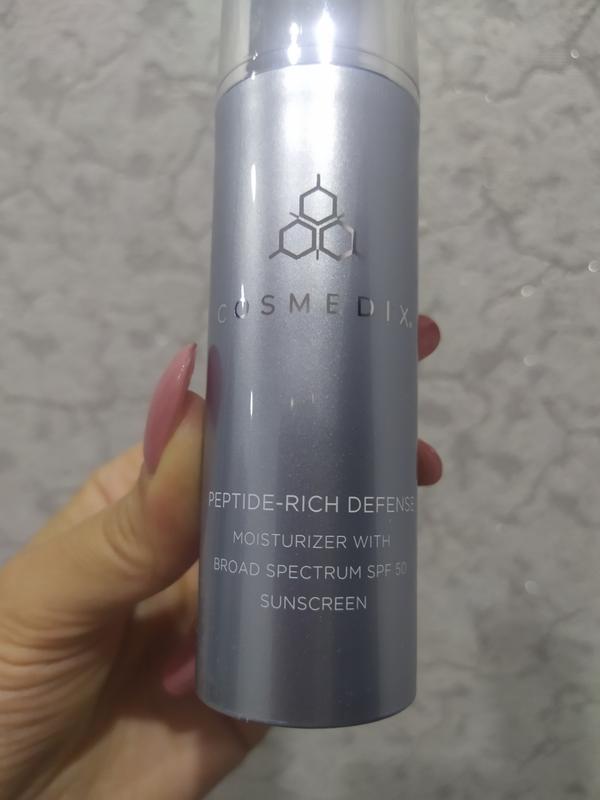 COSMEDIX
PEPTIDE-RICH DEFENSE
MOISTURIZER WITH
BROAD SPECTRUM SPF 50
SUNSCREEN